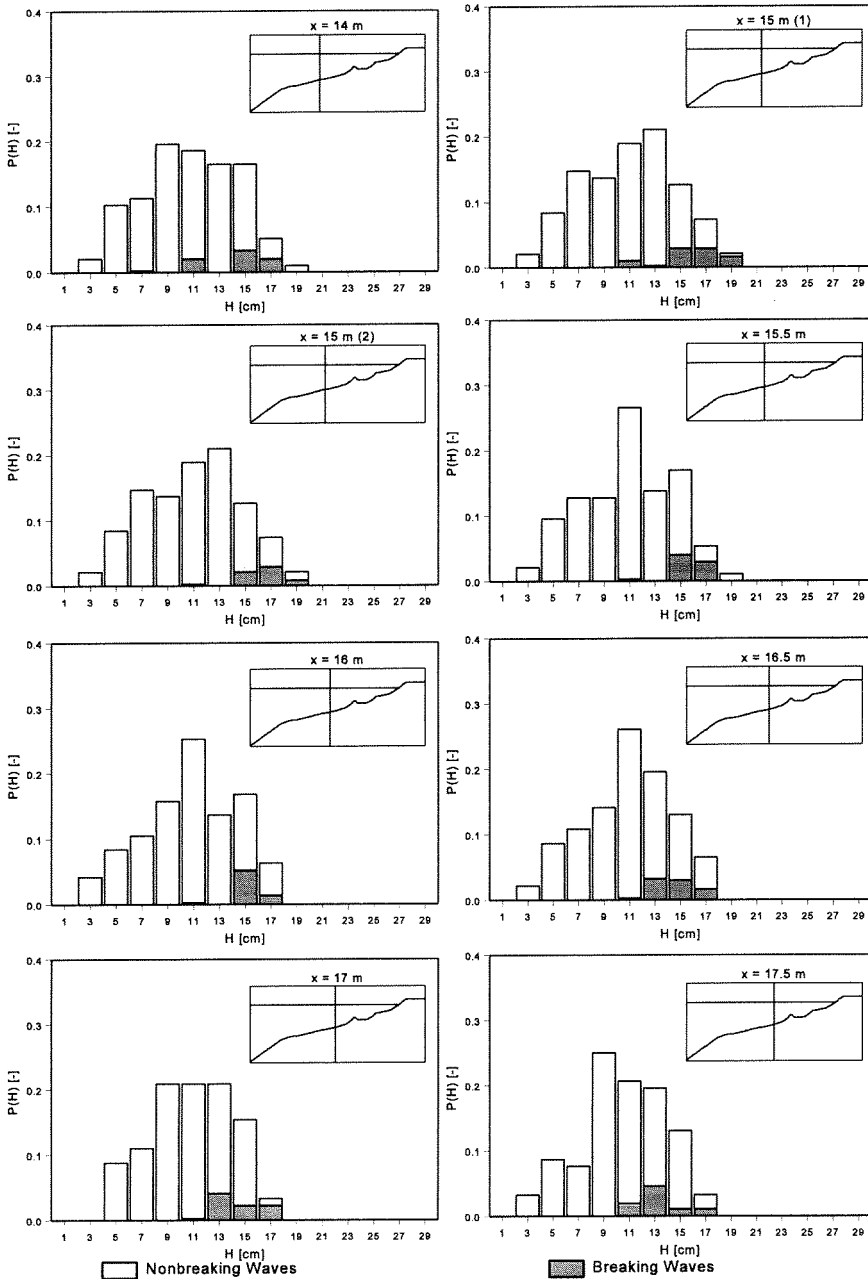 x = 14 m
0.4
0.3
0.2
0.1
0.0
P(H) [-]
1 3 5 7 9 11 13 15 17 19 21 23 25 27 29
H [cm]
x = 15 m (1)
0.4
0.3
0.2
0.1
0.0
P(H) [-]
1 3 5 7 9 11 13 15 17 19 21 23 25 27 29
H [cm]
x = 15 m (2)
0.4
0.3
0.2
0.1
0.0
P(H) [-]
1 3 5 7 9 11 13 15 17 19 21 23 25 27 29
H [cm]
x = 15.5 m
0.4
0.3
0.2
0.1
0.0
P(H) [-]
1 3 5 7 9 11 13 15 17 19 21 23 25 27 29
H [cm]
x = 16 m
0.4
0.3
0.2
0.1
0.0
P(H) [-]
1 3 5 7 9 11 13 15 17 19 21 23 25 27 29
H [cm]
x = 16.5 m
0.4
0.3
0.2
0.1
0.0
P(H) [-]
1 3 5 7 9 11 13 15 17 19 21 23 25 27 29
H [cm]
x = 17 m
0.4
0.3
0.2
0.1
0.0
P(H) [-]
1 3 5 7 9 11 13 15 17 19 21 23 25 27 29
H [cm]
x = 17.5 m
0.4
0.3
0.2
0.1
0.0
P(H) [-]
1 3 5 7 9 11 13 15 17 19 21 23 25 27 29
H [cm]
Nonbreaking Waves
Breaking Waves